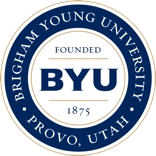 BRIGHAM YOUNG UNIVERSITY
FOUNDED
BYU
1875
• PROVO, UTAH •